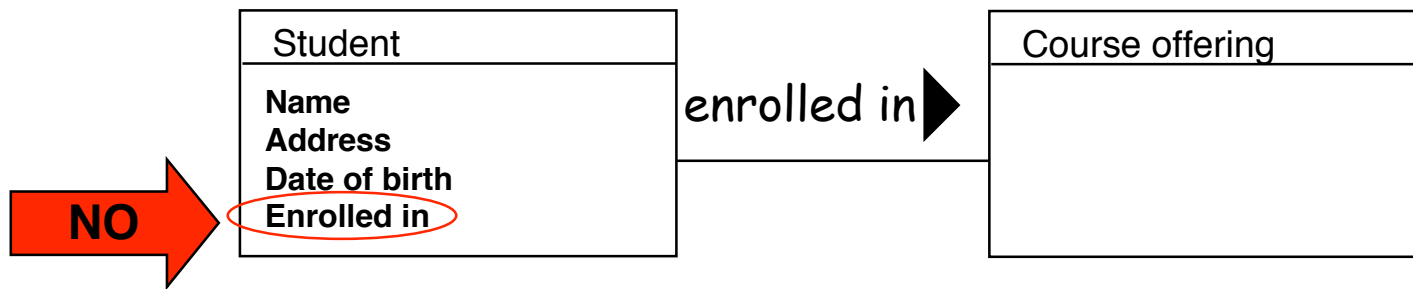 Student
Name
Address
Date of birth
Enrolled in
NO
enrolled in
Course offering